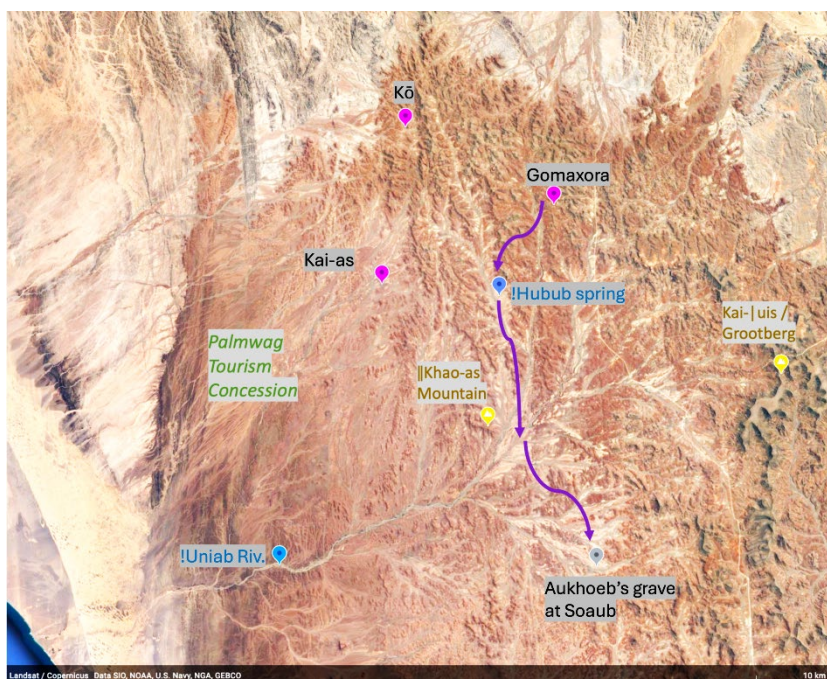 Kō
Gomaxora
Kai-as
!Hubub spring
Kai-|uis /
Grootberg
Palmwag
Tourism
Concession
‖Khao-as
Mountain
!Uniab Riv.
Aukhoeb’s grave
at Soaub
Landsat / Copernicus Data SIO, NOAA, U.S. Navy, NGA, GEBCO
10 km